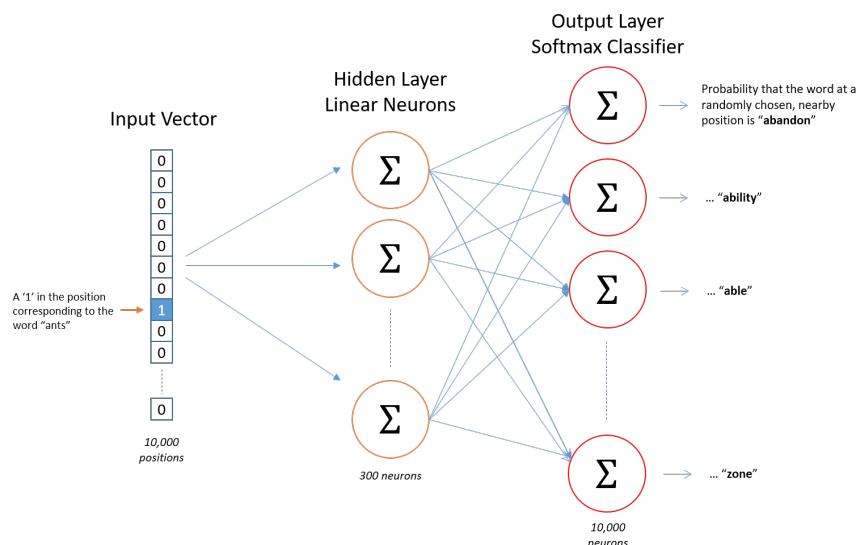 Output Layer
Softmax Classifier
Hidden Layer
Linear Neurons
Input Vector
0
0
0
0
0
0
0
1
0
0
0
A ‘1’ in the position
corresponding to the
word “ants”
10,000
positions
Σ
Σ
Σ
300 neurons
Σ
Probability that the word at a
randomly chosen, nearby
position is “abandon”
Σ
... “ability”
Σ
... “able”
Σ
... “zone”
10,000
neurons